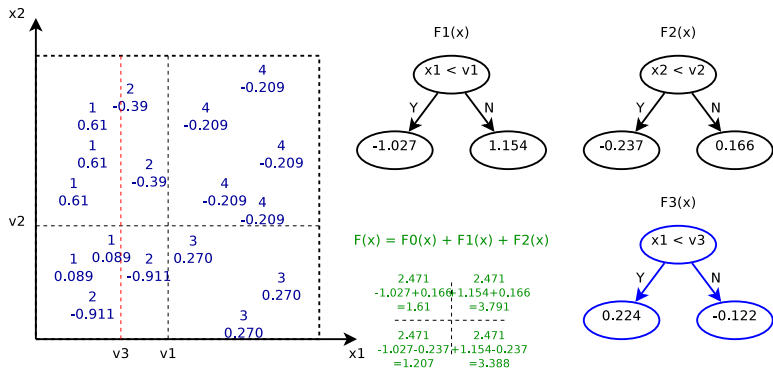 x2
F1(x)
F2(x)
x1 < v1
x2 < v2
Y
N
Y
N
-1.027
1.154
-0.237
0.166
4
-0.209
2
-0.39
1
0.61
4
-0.209
1
0.61
4
-0.209
2
-0.39
1
0.61
4
-0.209
4
-0.209
v2
1
0.089
3
0.270
1
0.089
2
-0.911
3
0.270
2
-0.911
3
0.270
v3
v1
x1
F(x) = F0(x) + F1(x) + F2(x)
2.471
2.471
-1.027+0.166
+1.154+0.166
=1.61
=3.791
2.471
2.471
-1.027-0.237
+1.154-0.237
=1.207
=3.388
F3(x)
x1 < v3
Y
N
0.224
-0.122